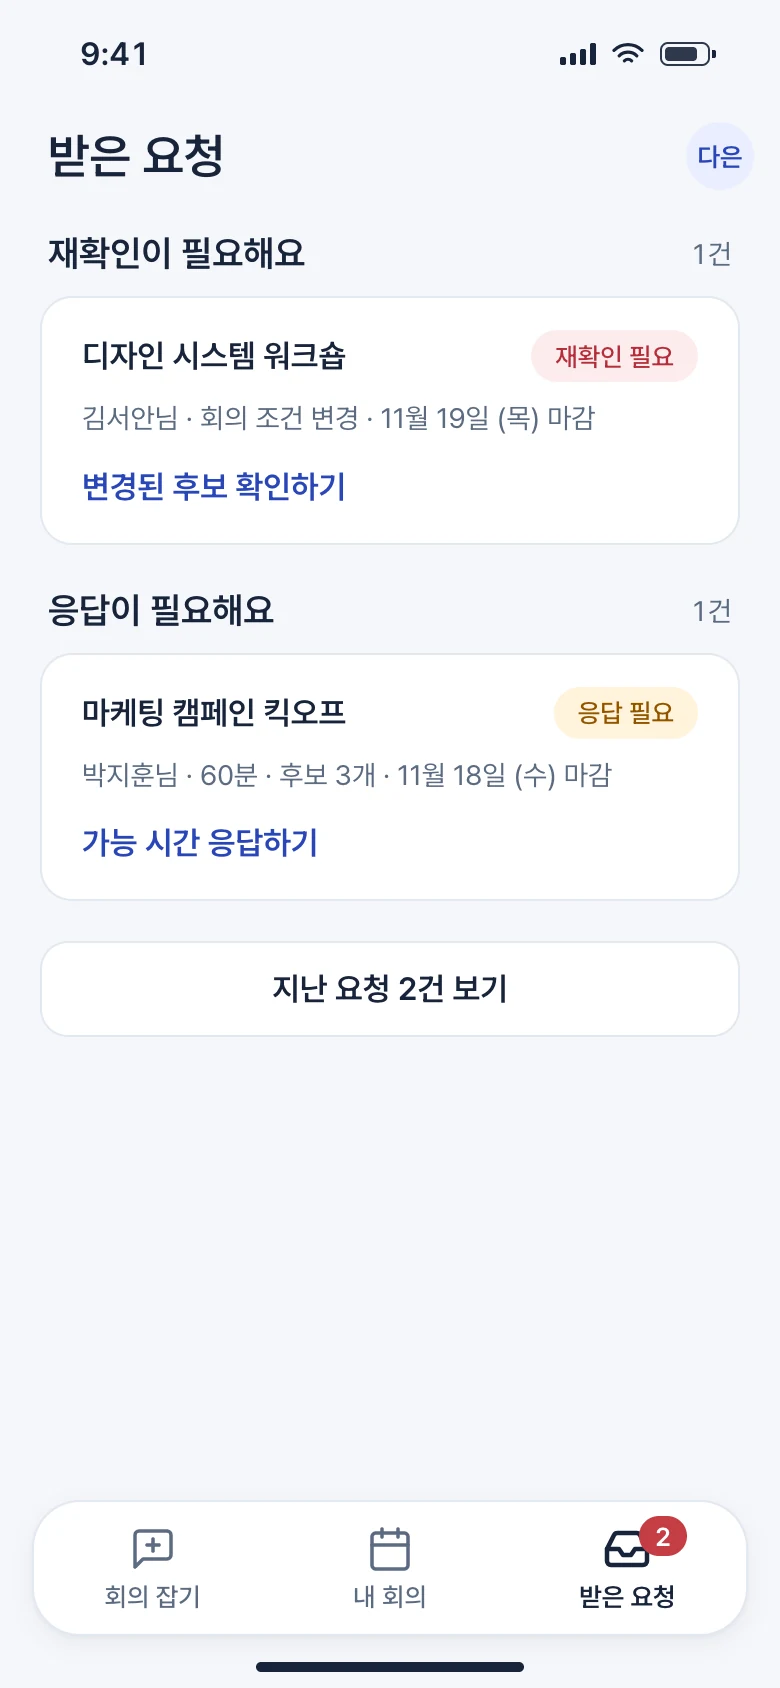 9:41
받은 요청
다은
재확인이 필요해요
1건
디자인 시스템 워크숍
재확인 필요
김서안님 · 회의 조건 변경 · 11월 19일 (목) 마감
변경된 후보 확인하기
응답이 필요해요
1건
마케팅 캠페인 킥오프
응답 필요
박지훈님 · 60분 · 후보 3개 · 11월 18일 (수) 마감
가능 시간 응답하기
지난 요청 2건 보기
2
회의 잡기
내 회의
받은 요청